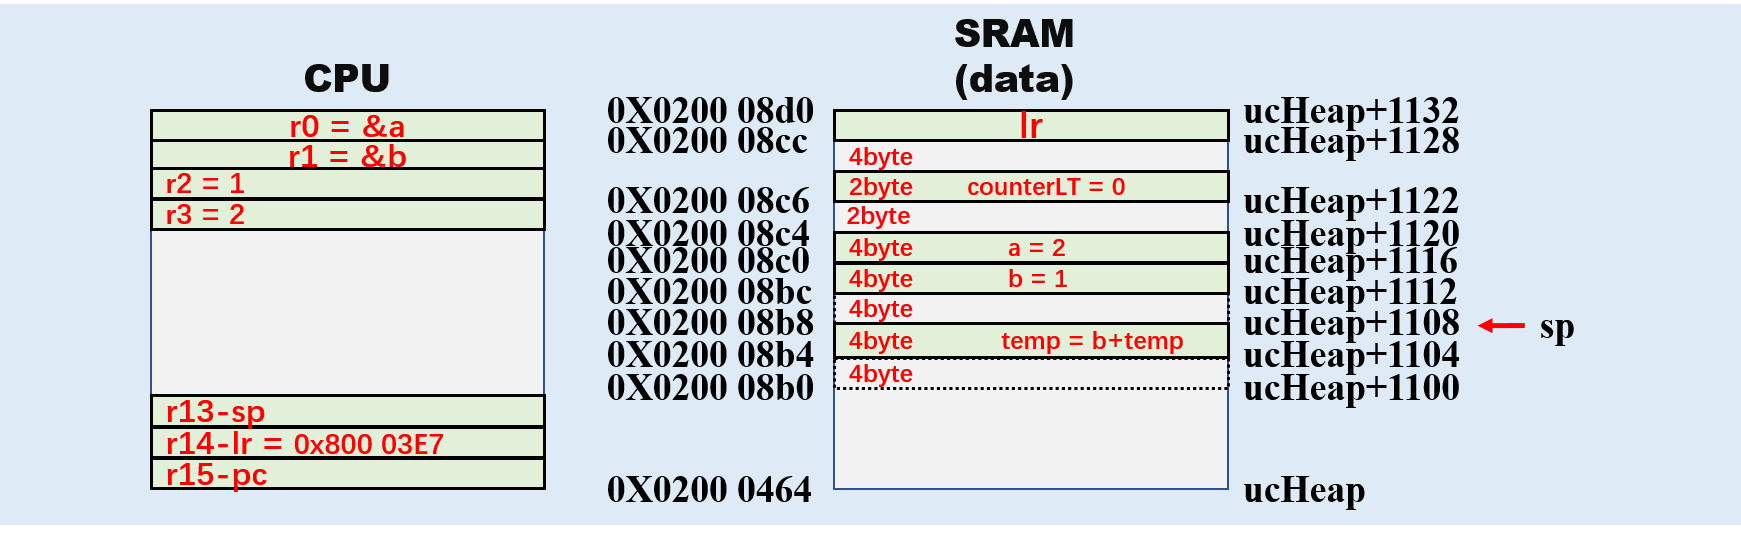 CPU
r0 = &a
r1 = &b
r2 = 1
r3 = 2
r13-sp
r14-lr = 0x800 03E7
r15-pc
SRAM
(data)
0X0200 08d0
0X0200 08cc
0X0200 08c6
0X0200 08c4
0X0200 08c0
0X0200 08bc
0X0200 08b8
0X0200 08b4
0X0200 08b0
0X0200 0464
lr
4byte
2byte counterLT = 0
2byte
4byte a = 2
4byte b = 1
4byte
4byte temp = b+temp
4byte
ucHeap+1132
ucHeap+1128
ucHeap+1122
ucHeap+1120
ucHeap+1116
ucHeap+1112
ucHeap+1108
ucHeap+1104
ucHeap+1100
ucHeap
sp